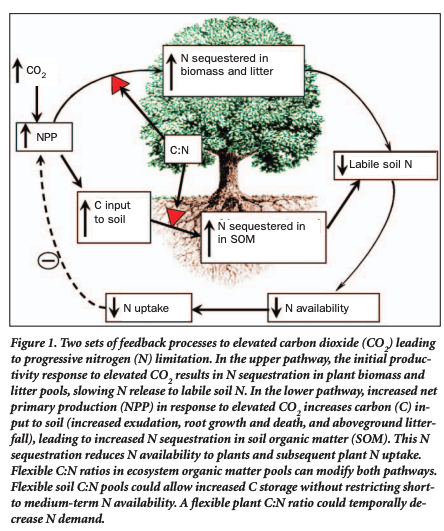 CO2
NPP
N sequestered in
biomass and litter
C:N
Labile soil N
C input
to soil
N sequestered in
in SOM
N uptake
N availability
Figure 1. Two sets of feedback processes to elevated carbon dioxide (CO2) leading
to progressive nitrogen (N) limitation. In the upper pathway, the initial produc-
tivity response to elevated CO2 results in N sequestration in plant biomass and
litter pools, slowing N release to labile soil N. In the lower pathway, increased net
primary production (NPP) in response to elevated CO2 increases carbon (C) in-
put to soil (increased exudation, root growth and death, and aboveground litter-
fall), leading to increased N sequestration in soil organic matter (SOM). This N
sequestration reduces N availability to plants and subsequent plant N uptake.
Flexible C:N ratios in ecosystem organic matter pools can modify both pathways.
Flexible soil C:N pools could allow increased C storage without restricting short-
to medium-term N availability. A flexible plant C:N ratio could temporally de-
crease N demand.